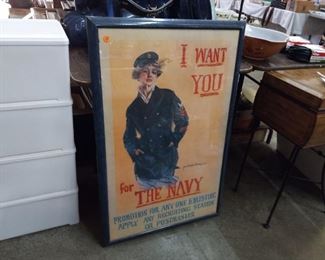 I WANT
YOU
for THE NAVY
PROMOTION FOR ANY ONE ENLISTING
APPLY ANY RECRUITING STATION
OR POSTMASTER